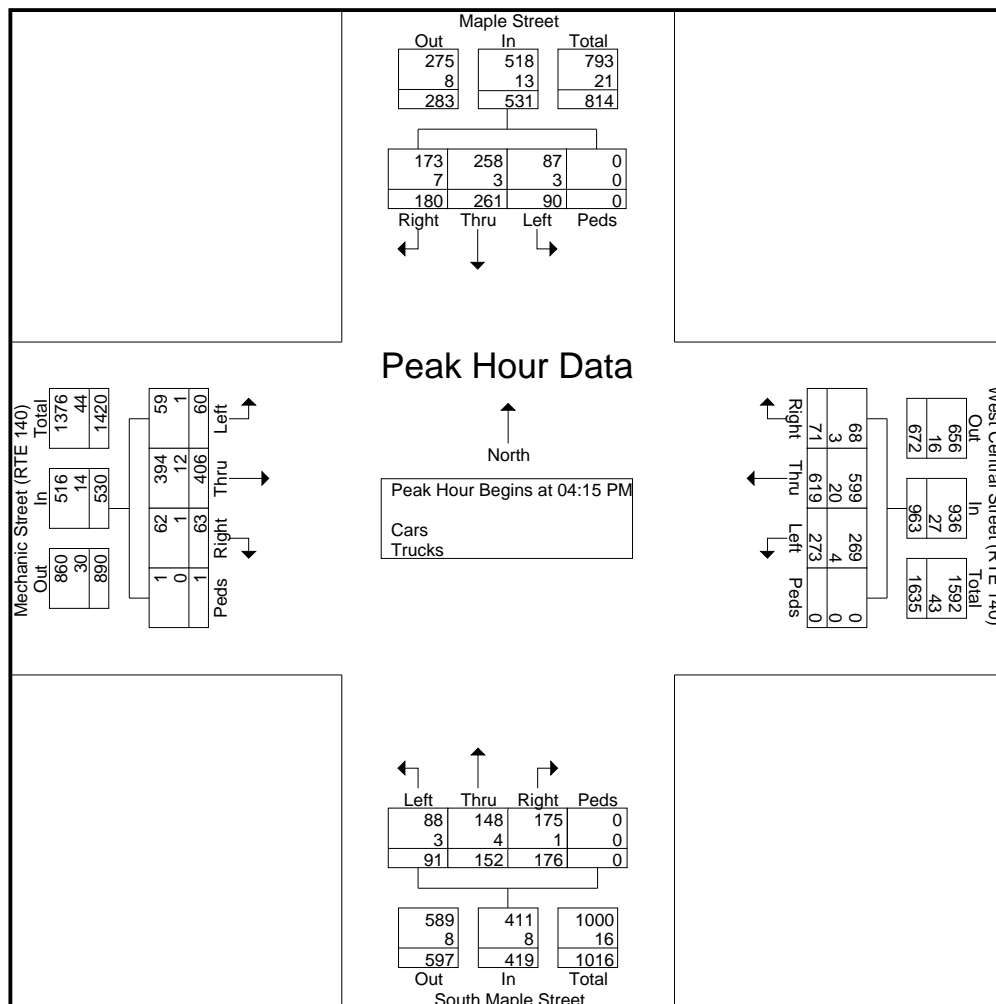 Maple Street
Out In Total
275 518 793
8 13 21
283 531 814
173 258 87 0
7 3 3 0
180 261 90 0
Right Thru Left Peds
Peak Hour Data
North
Peak Hour Begins at 04:15 PM
Cars
Trucks
Mechanic Street (RTE 140)
Out In Total
860 516 1376
30 14 44
890 530 1420
62 394 59
1 12 1
63 406 60
1
0
1
Peds Right Thru Left
West Central Street (RTE 140)
Out In Total
656 936 1592
16 27 43
672 963 1635
68 599 269 0
3 20 4 0
71 619 273 0
Right Thru Left Peds
Left Thru Right Peds
88 148 175 0
3 4 1 0
91 152 176 0
589 411 1000
8 8 16
597 419 1016
Out In Total
South Maple Street